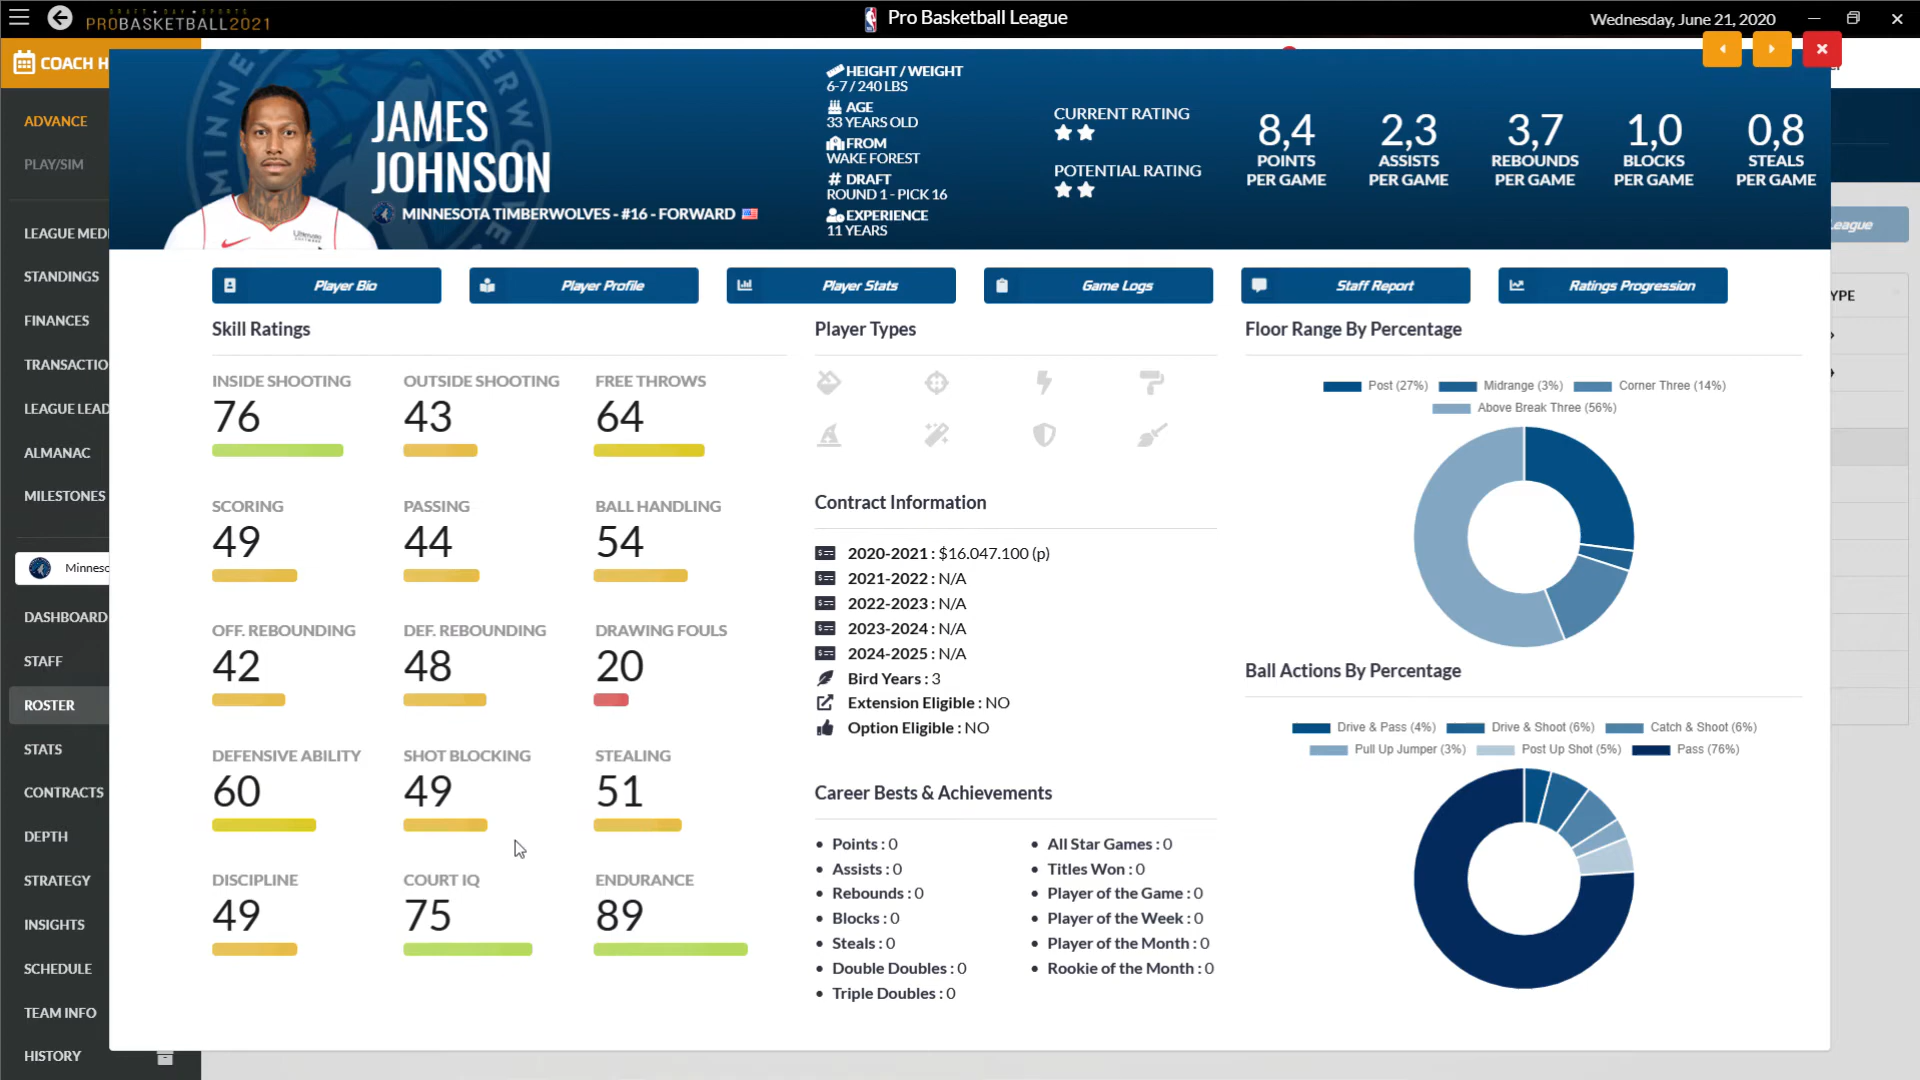 DRAFT • DAY • SPORTS
PROBASKETBALL2021
Pro Basketball League
Wednesday, June 21, 2020
COACH H
ADVANCE
PLAY/SIM
LEAGUE MEDI
STANDINGS
FINANCES
TRANSACTIO
LEAGUE LEAD
ALMANAC
MILESTONES
Minneso
DASHBOARD
STAFF
ROSTER
STATS
CONTRACTS
DEPTH
STRATEGY
INSIGHTS
SCHEDULE
TEAM INFO
HISTORY
JAMES
JOHNSON
MINNESOTA TIMBERWOLVES - #16 - FORWARD
HEIGHT / WEIGHT
6-7 / 240 LBS
AGE
33 YEARS OLD
FROM
WAKE FOREST
# DRAFT
ROUND 1 - PICK 16
EXPERIENCE
11 YEARS
CURRENT RATING
POTENTIAL RATING
8,4
POINTS
PER GAME
2,3
ASSISTS
PER GAME
3,7
REBOUNDS
PER GAME
1,0
BLOCKS
PER GAME
0,8
STEALS
PER GAME
eague
YPE
Player Bio
Player Profile
Player Stats
Game Logs
Staff Report
Ratings Progression
Skill Ratings
INSIDE SHOOTING
76
OUTSIDE SHOOTING
43
FREE THROWS
64
SCORING
49
PASSING
44
BALL HANDLING
54
OFF. REBOUNDING
42
DEF. REBOUNDING
48
DRAWING FOULS
20
DEFENSIVE ABILITY
60
SHOT BLOCKING
49
STEALING
51
DISCIPLINE
49
COURT IQ
75
ENDURANCE
89
Player Types
Contract Information
2020-2021 : $16.047.100 (p)
2021-2022 : N/A
2022-2023 : N/A
2023-2024 : N/A
2024-2025 : N/A
Bird Years : 3
Extension Eligible : NO
Option Eligible : NO
Career Bests & Achievements
Points : 0
Assists : 0
Rebounds : 0
Blocks : 0
Steals : 0
Double Doubles : 0
Triple Doubles : 0
All Star Games : 0
Titles Won : 0
Player of the Game : 0
Player of the Week : 0
Player of the Month : 0
Rookie of the Month : 0
Floor Range By Percentage
Post (27%) Midrange (3%) Corner Three (14%)
Above Break Three (56%)
Ball Actions By Percentage
Drive & Pass (4%) Drive & Shoot (6%) Catch & Shoot (6%)
Pull Up Jumper (3%) Post Up Shot (5%) Pass (76%)